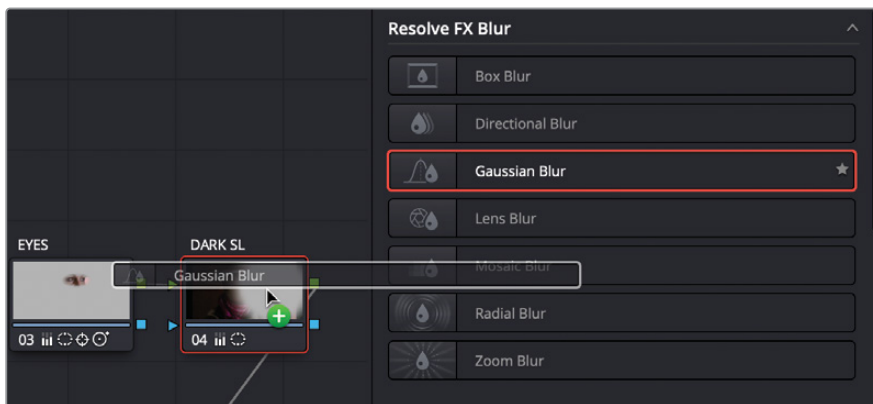 Resolve FX Blur
Box Blur
Directional Blur
Gaussian Blur
Lens Blur
Mosaic Blur
Radial Blur
Zoom Blur
EYES
DARK SL
Gaussian Blur
03
04